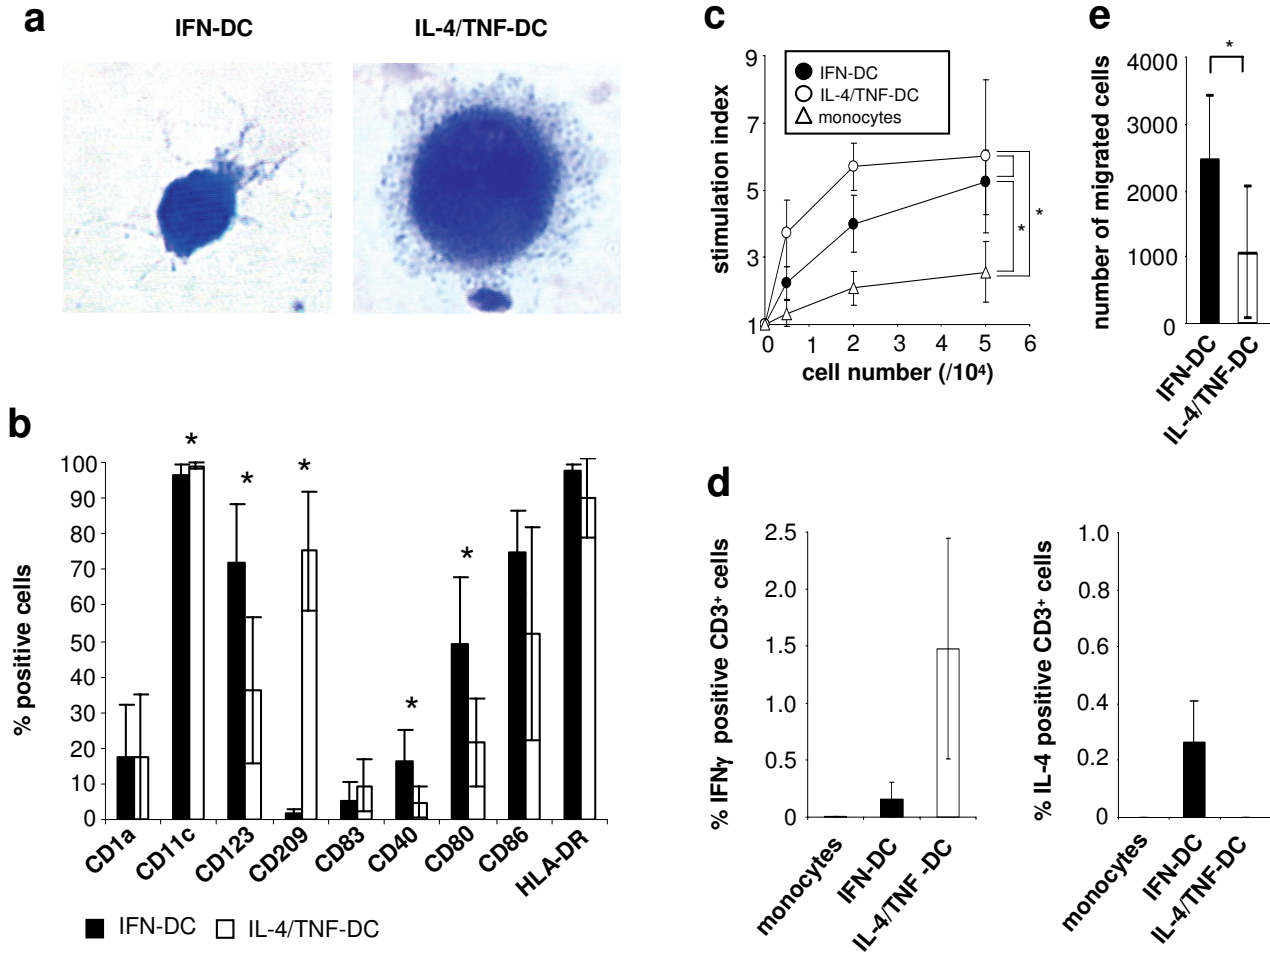 a
IFN-DC
IL-4/TNF-DC
b
% positive cells
100
90
80
70
60
50
40
30
20
10
0
*
*
*
*
*
CD1a
CD11c
CD123
CD209
CD83
CD40
CD80
CD86
HLA-DR
IFN-DC
IL-4/TNF-DC
c
stimulation index
9
7
5
3
1
IFN-DC
IL-4/TNF-DC
monocytes
*
*
0 1 2 3 4 5 6
cell number (/10⁴)
d
% IFNγ positive CD3⁺ cells
2.5
2.0
1.5
1.0
0.5
0
monocytes
IFN-DC
IL-4/TNF -DC
% IL-4 positive CD3⁺ cells
1.0
0.8
0.6
0.4
0.2
0
monocytes
IFN-DC
IL-4/TNF-DC
e
number of migrated cells
4000
3000
2000
1000
0
*
IFN-DC
IL-4/TNF-DC